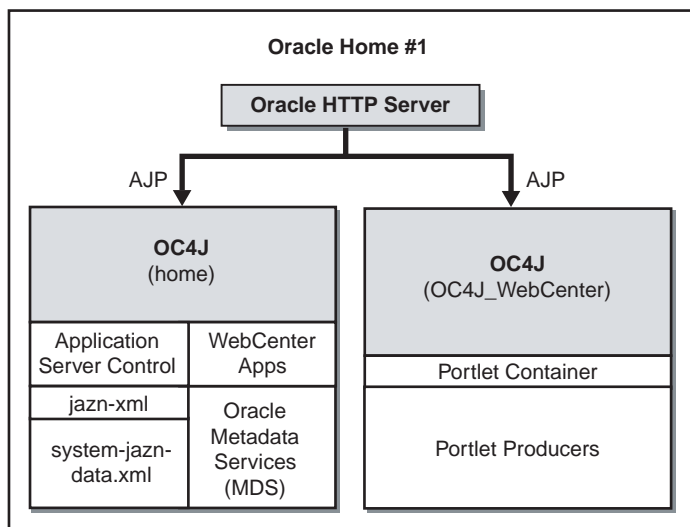 Oracle Home #1
Oracle HTTP Server
AJP
AJP
OC4J
(home)
Application
Server Control
WebCenter
Apps
jazn-xml
system-jazn-
data.xml
Oracle
Metadata
Services
(MDS)
OC4J
(OC4J_WebCenter)
Portlet Container
Portlet Producers